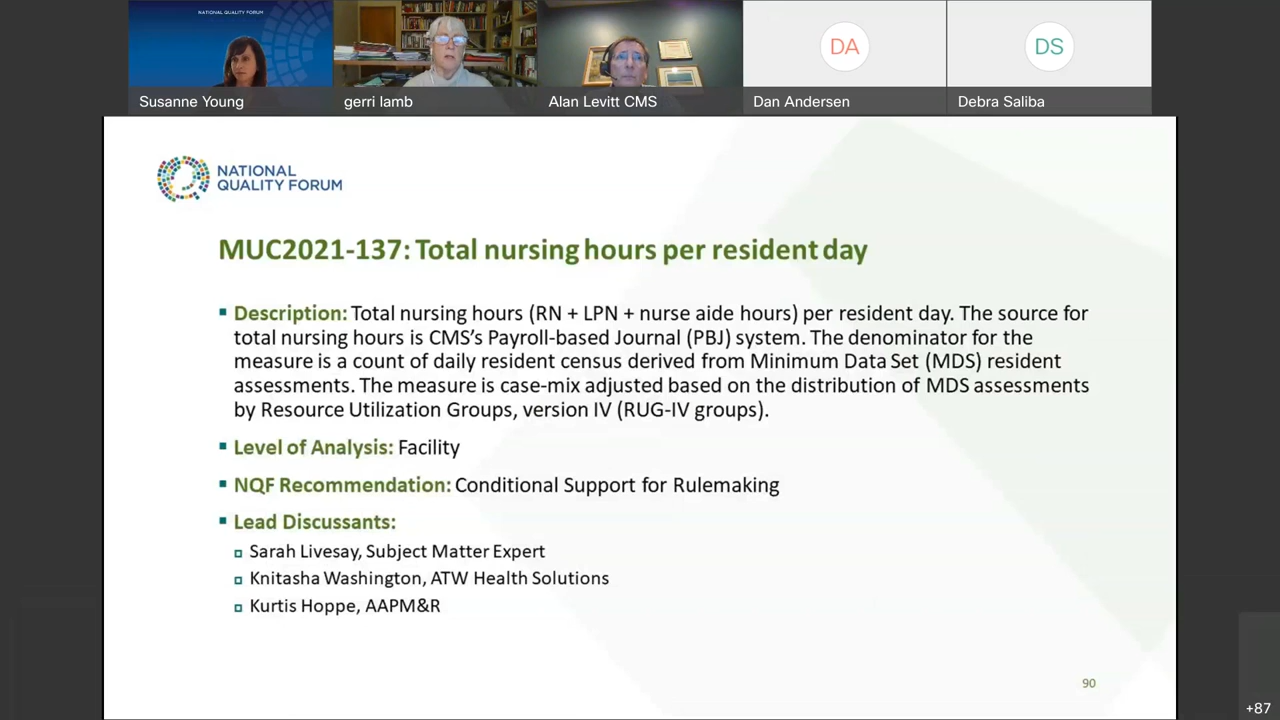 NATIONAL QUALITY FORUM
Susanne Young
gerri lamb
Alan Levitt CMS
DA
Dan Andersen
DS
Debra Saliba
NATIONAL
QUALITY FORUM
MUC2021-137: Total nursing hours per resident day
▪ Description: Total nursing hours (RN + LPN + nurse aide hours) per resident day. The source for
total nursing hours is CMS's Payroll-based Journal (PBJ) system. The denominator for the
measure is a count of daily resident census derived from Minimum Data Set (MDS) resident
assessments. The measure is case-mix adjusted based on the distribution of MDS assessments
by Resource Utilization Groups, version IV (RUG-IV groups).
▪ Level of Analysis: Facility
▪ NQF Recommendation: Conditional Support for Rulemaking
▪ Lead Discussants:
▫ Sarah Livesay, Subject Matter Expert
▫ Knitasha Washington, ATW Health Solutions
▫ Kurtis Hoppe, AAPM&R
90
+87